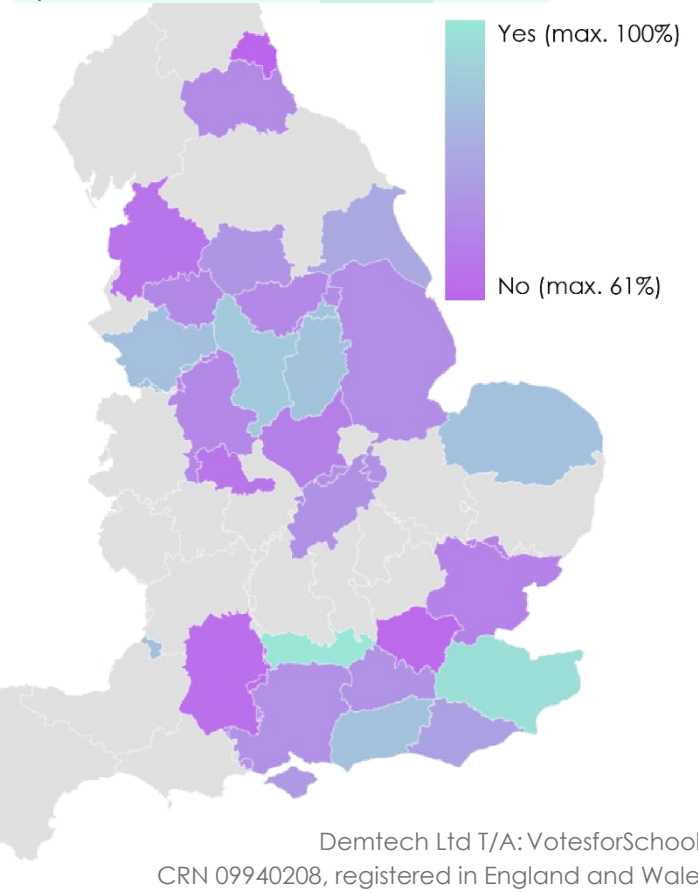 Yes (max. 100%)
No (max. 61%)
Demtech Ltd T/A: VotesforSchool
CRN 09940208, registered in England and Wale